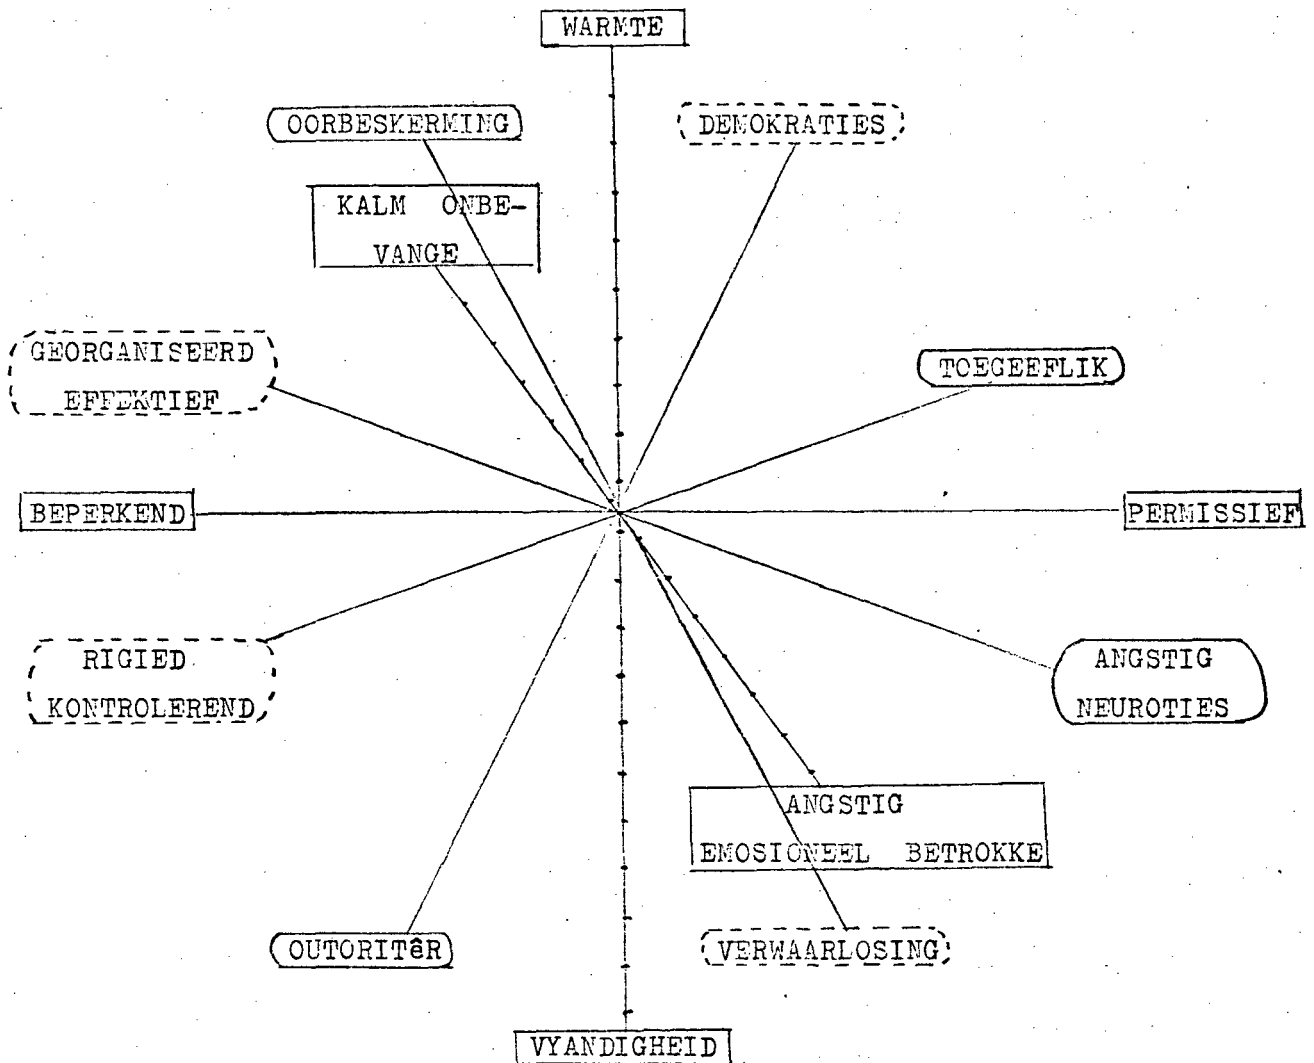 WARMTE
OORBESKERMING
DEMOKRATIES
KALM ONBE-
VANGE
GEORGANISEERD
EFFEKTIEF
TOEGEEFLIK
BEPERKEND
PERMISSIEF
RIGIED
KONTROLEREND
ANGSTIG
NEUROTIES
ANGSTIG
EMOSIONEEL BETROKKE
OUTORITêR
VERWAARLOSING
VYANDIGHEID